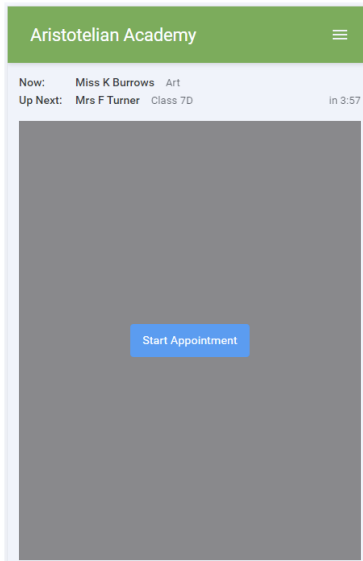 Aristotelian Academy
Now: Miss K Burrows Art
Up Next: Mrs F Turner Class 7D in 3:57
Start Appointment